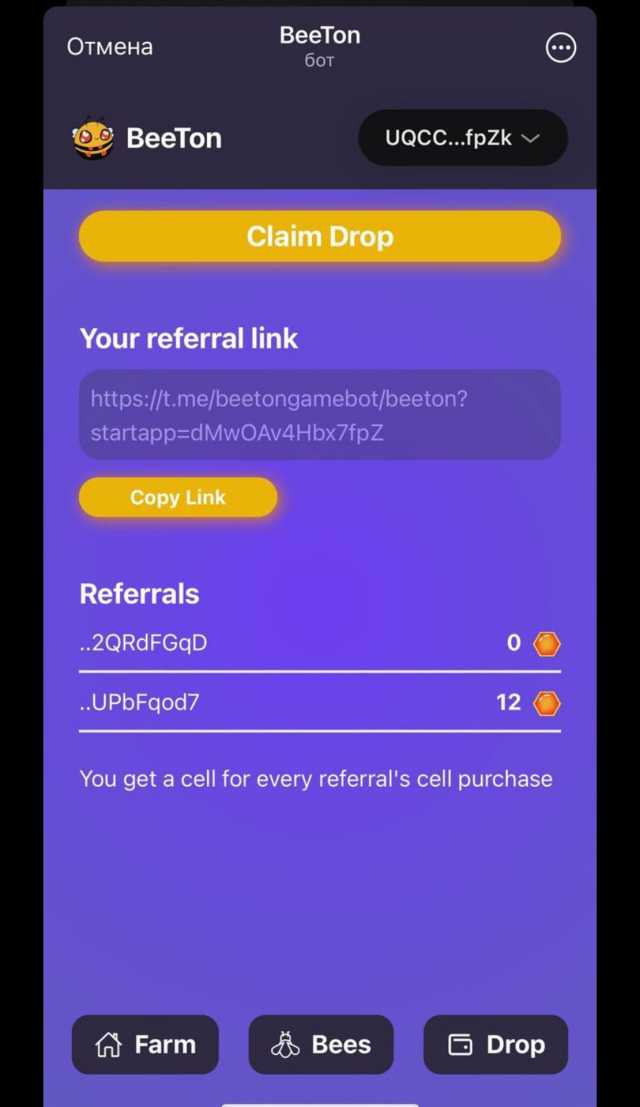 Отмена
BeeTon
бот
BeeTon
UQCC...fpZk
Claim Drop
Your referral link
https://t.me/beetongamebot/beeton?
startapp=dMwOAv4Hbx7fpZ
Copy Link
Referrals
..2QRdFGqD 0
..UPbFqod7 12
You get a cell for every referral's cell purchase
Farm Bees Drop